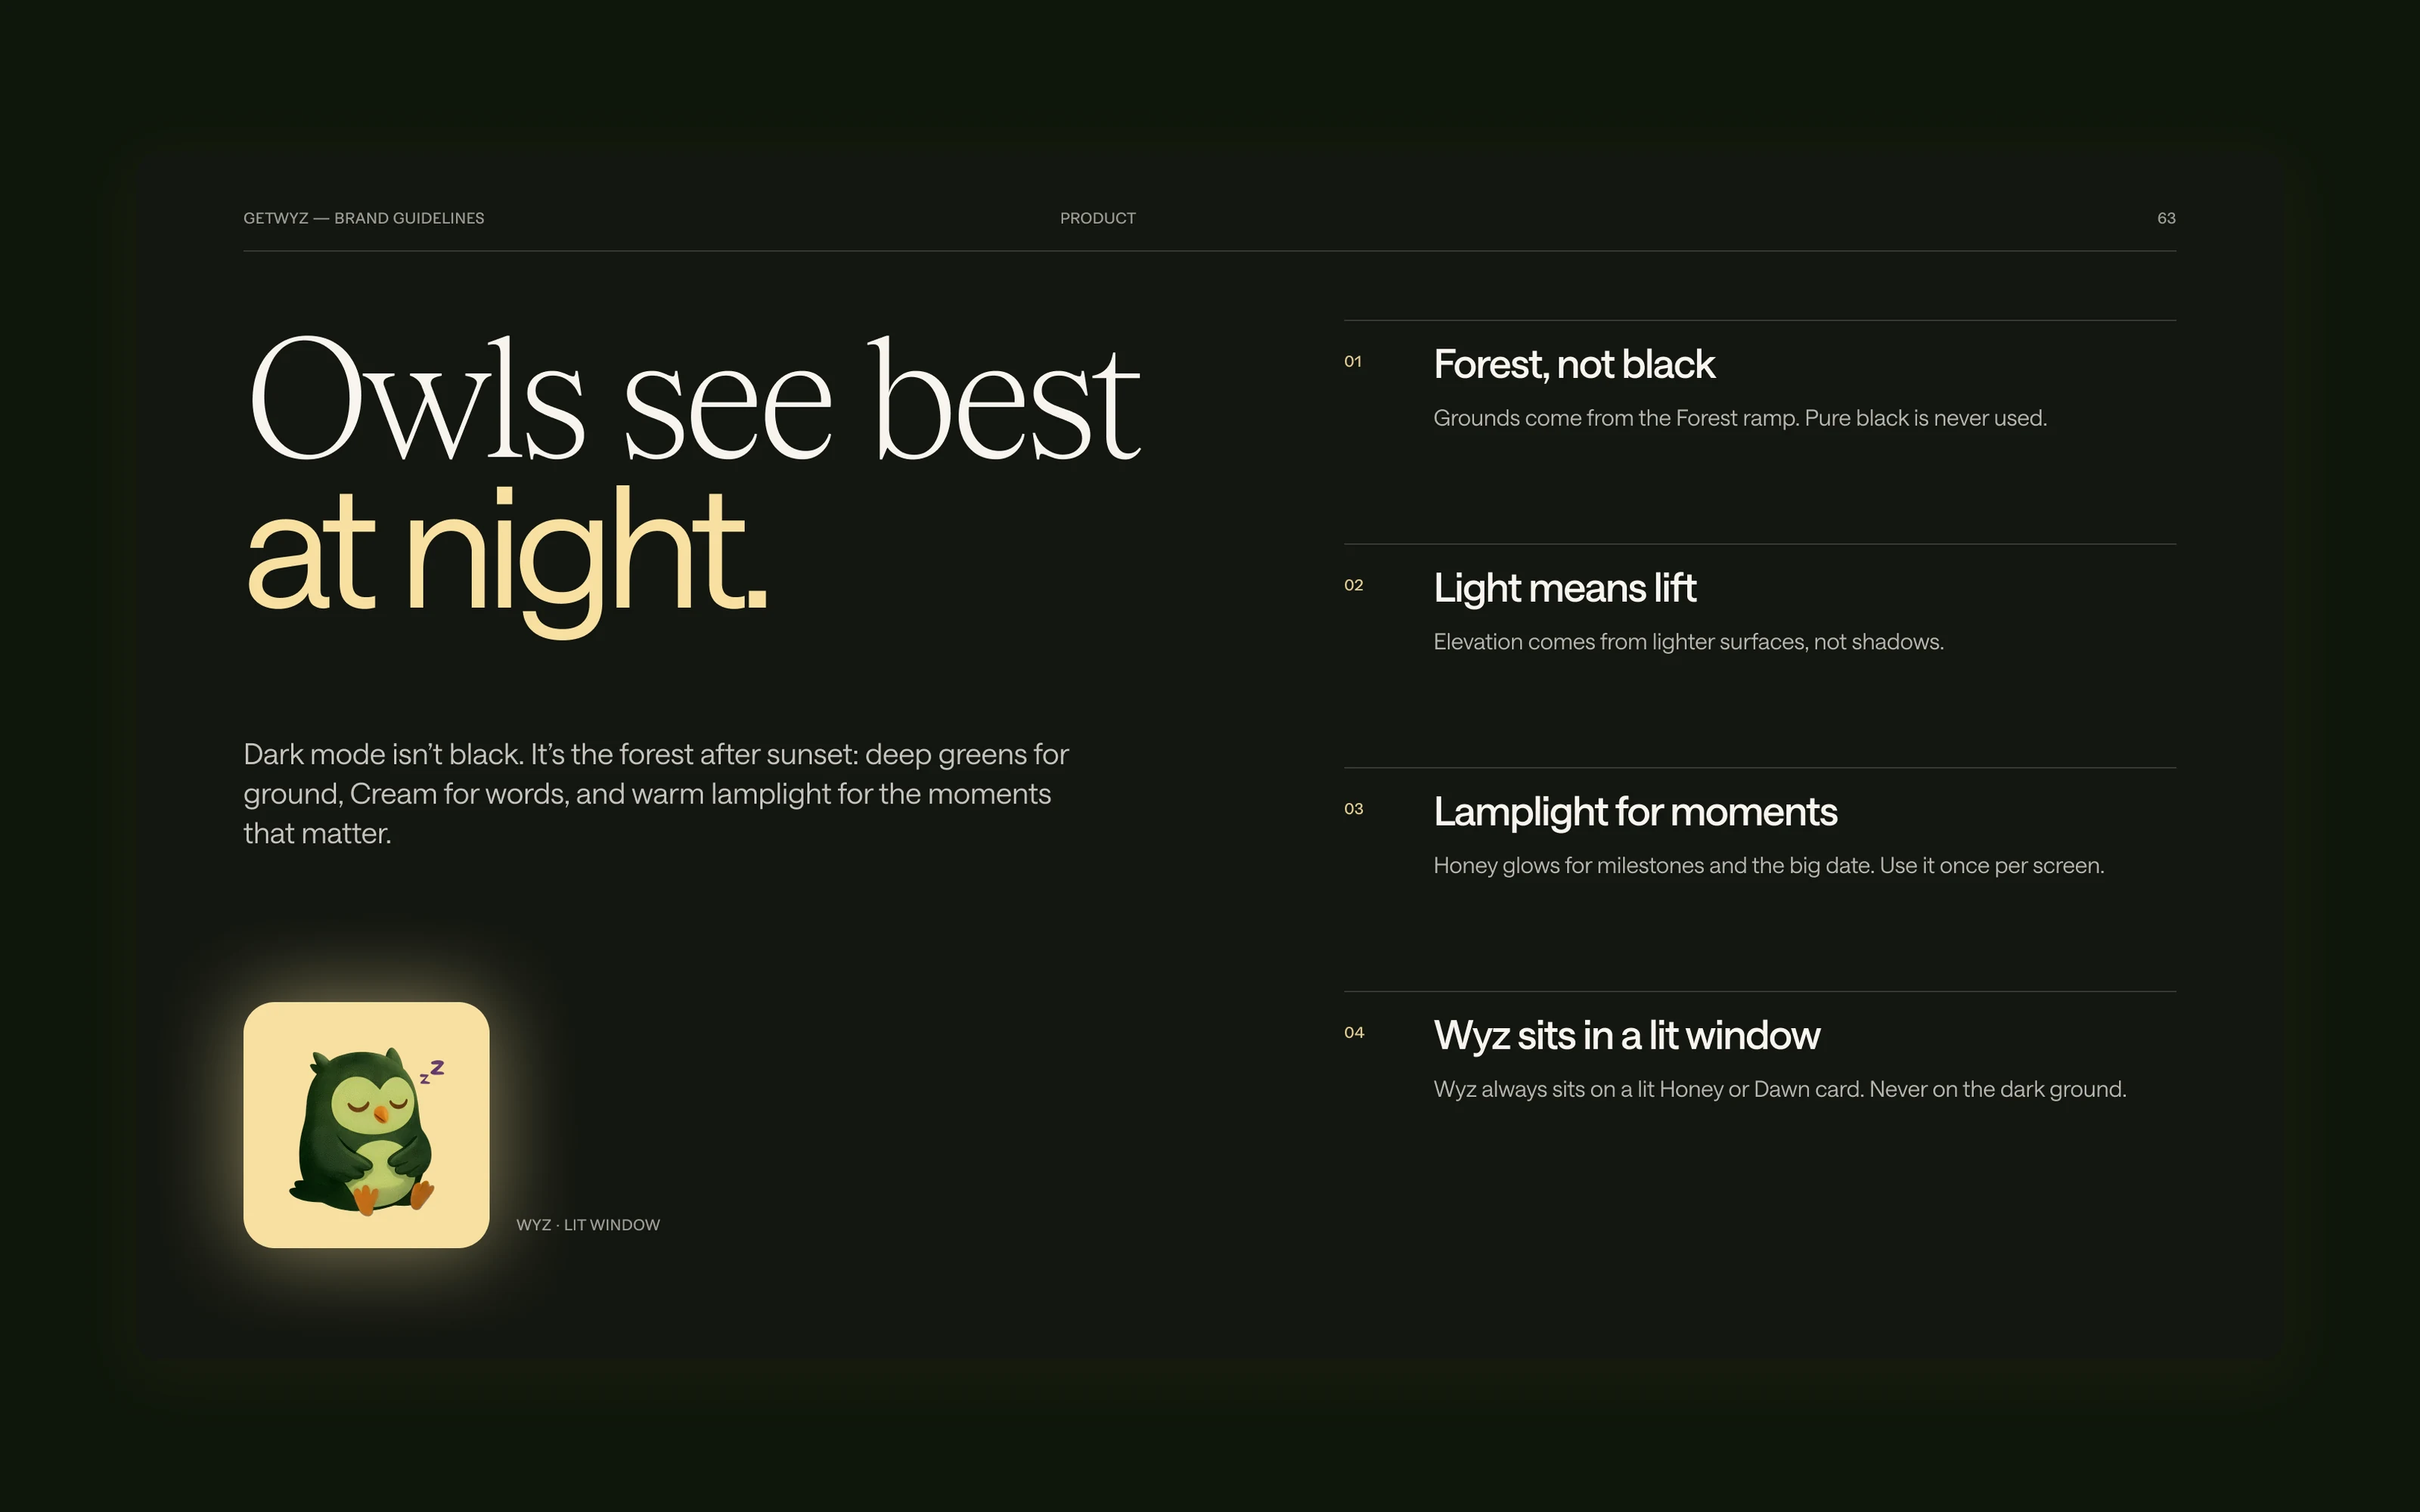 GETWYZ — BRAND GUIDELINES
PRODUCT
63
Owls see best
at night.
Dark mode isn’t black. It’s the forest after sunset: deep greens for
ground, Cream for words, and warm lamplight for the moments
that matter.
zz
WYZ · LIT WINDOW
01
Forest, not black
Grounds come from the Forest ramp. Pure black is never used.
02
Light means lift
Elevation comes from lighter surfaces, not shadows.
03
Lamplight for moments
Honey glows for milestones and the big date. Use it once per screen.
04
Wyz sits in a lit window
Wyz always sits on a lit Honey or Dawn card. Never on the dark ground.